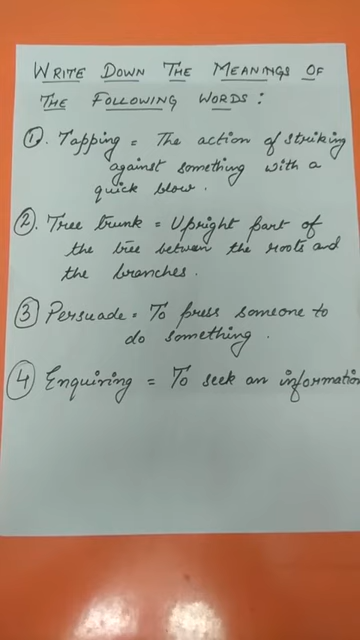 WRITE DOWN THE MEANINGS OF
THE FOLLOWING WORDS :
1. Tapping = The action of striking
against something with a
quick blow.
2. Tree trunk = Upright part of
the tree between the roots and
the branches.
3 Persuade = To press someone to
do something.
4 Enquiring = To seek an information